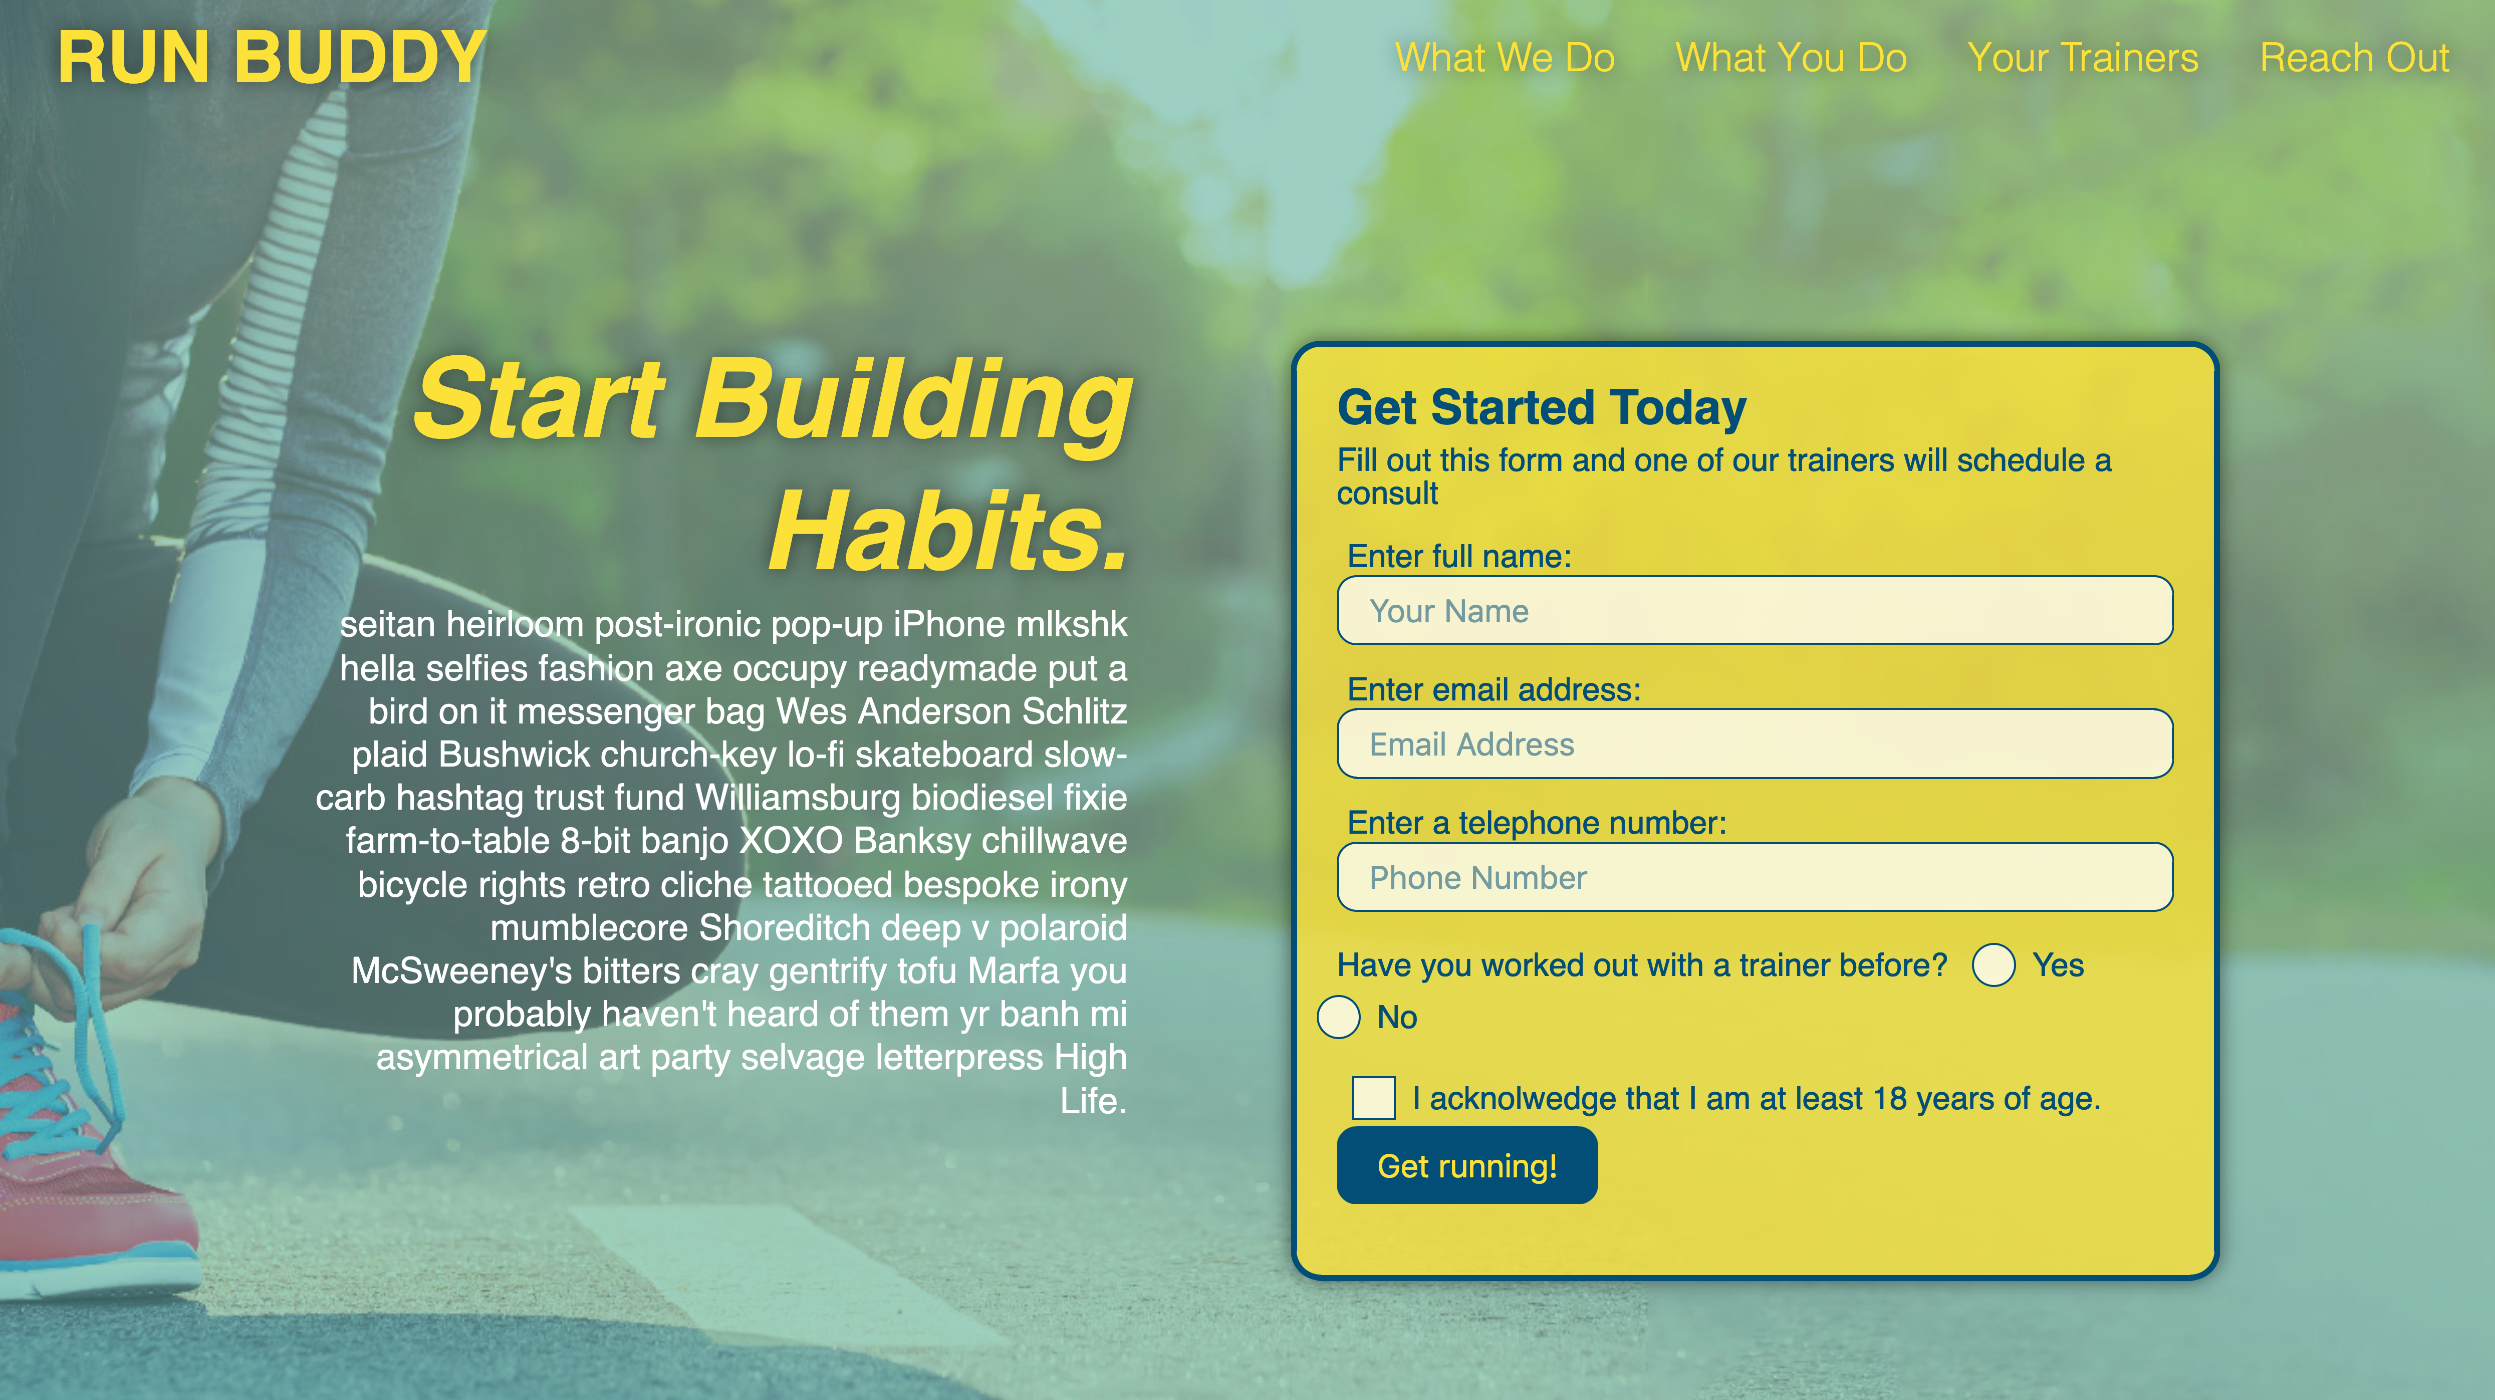 RUN BUDDY
What We Do
What You Do
Your Trainers
Reach Out
Start Building
Habits.
seitan heirloom post-ironic pop-up iPhone mlkshk
hella selfies fashion axe occupy readymade put a
bird on it messenger bag Wes Anderson Schlitz
plaid Bushwick church-key lo-fi skateboard slow-
carb hashtag trust fund Williamsburg biodiesel fixie
farm-to-table 8-bit banjo XOXO Banksy chillwave
bicycle rights retro cliche tattooed bespoke irony
mumblecore Shoreditch deep v polaroid
McSweeney's bitters cray gentrify tofu Marfa you
probably haven't heard of them yr banh mi
asymmetrical art party selvage letterpress High
Life.
Get Started Today
Fill out this form and one of our trainers will schedule a
consult
Enter full name:
Your Name
Enter email address:
Email Address
Enter a telephone number:
Phone Number
Have you worked out with a trainer before? Yes
No
I acknolwedge that I am at least 18 years of age.
Get running!